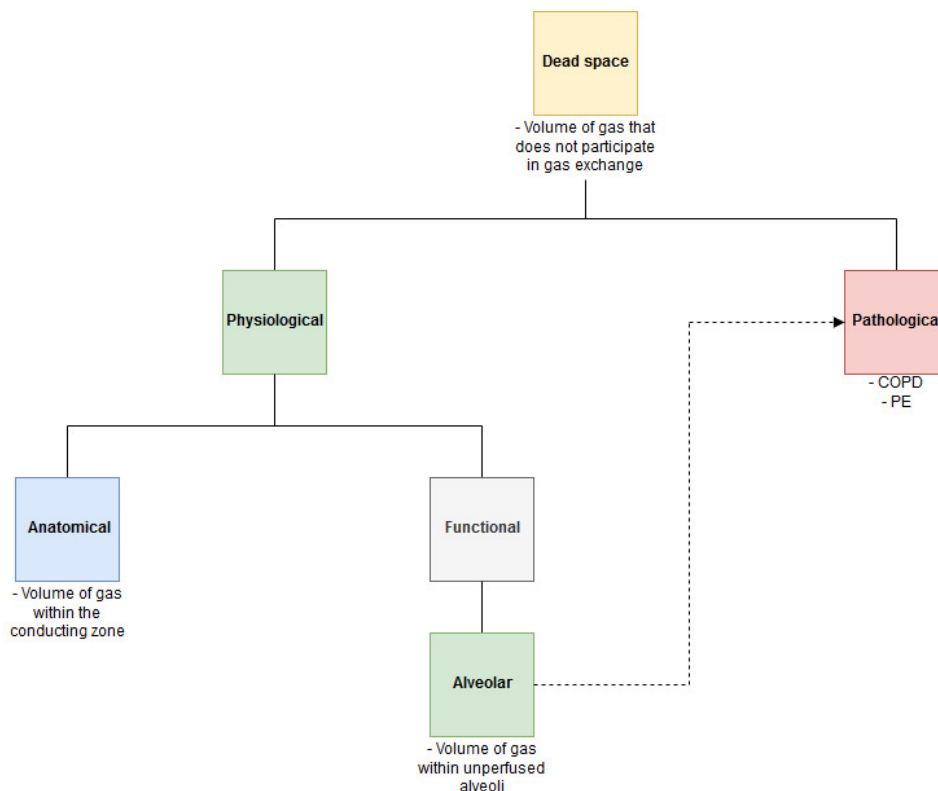 Dead space
- Volume of gas that
does not participate
in gas exchange
Physiological
Pathological
- COPD
- PE
Anatomical
- Volume of gas
within the
conducting zone
Functional
Alveolar
- Volume of gas
within unperfused
alveoli